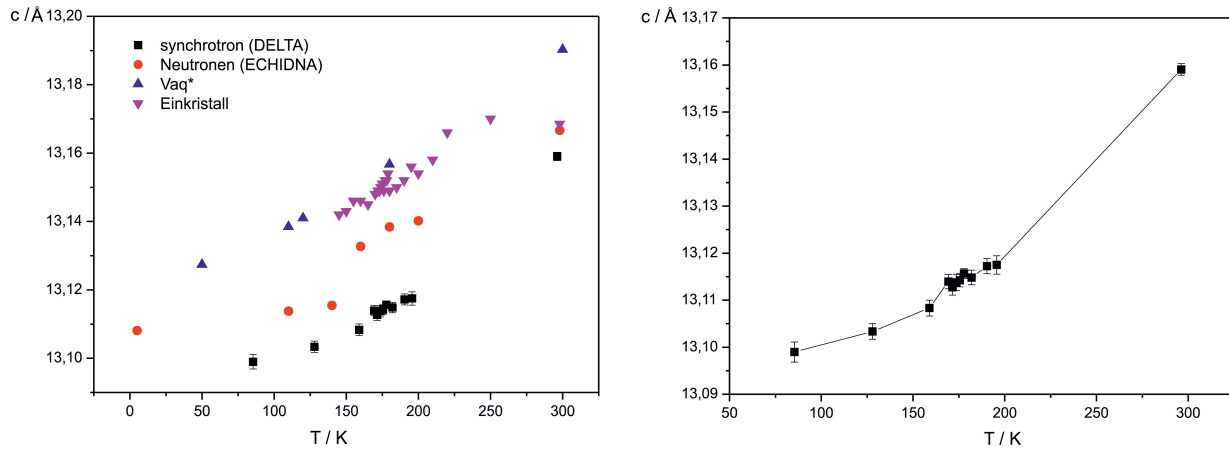 c / Å
13,20
13,18
13,16
13,14
13,12
13,10
synchrotron (DELTA)
Neutronen (ECHIDNA)
Vaq*
Einkristall
0 50 100 150 200 250 300
T / K
c / Å
13,17
13,16
13,15
13,14
13,13
13,12
13,11
13,10
13,09
50 100 150 200 250 300
T / K